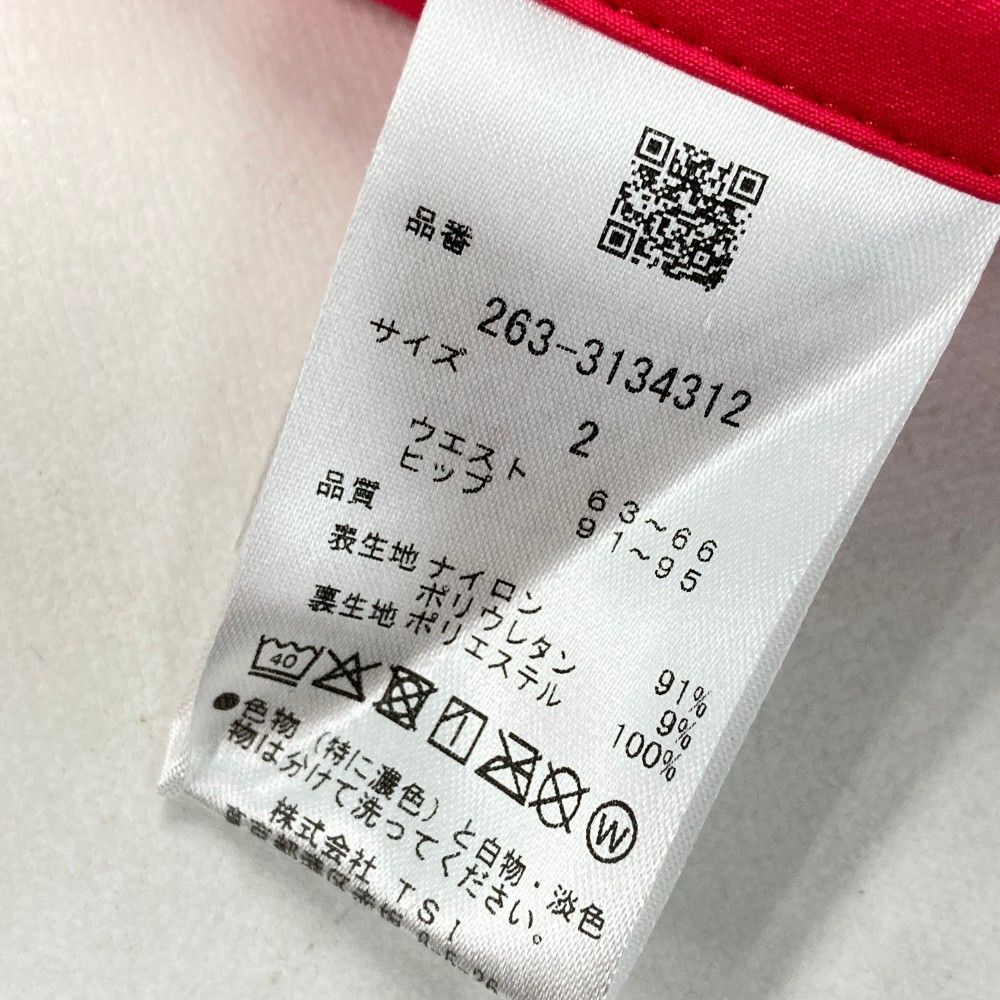 品番
263-3134312
サイズ
2
ウエスト 63~66
ヒップ 91~95
品質
表生地 ナイロン 91%
ポリウレタン 9%
裏生地 ポリエステル 100%
40
W
●色物(特に濃色)と白物・淡色
物は分けて洗ってください。
株式会社 TSI